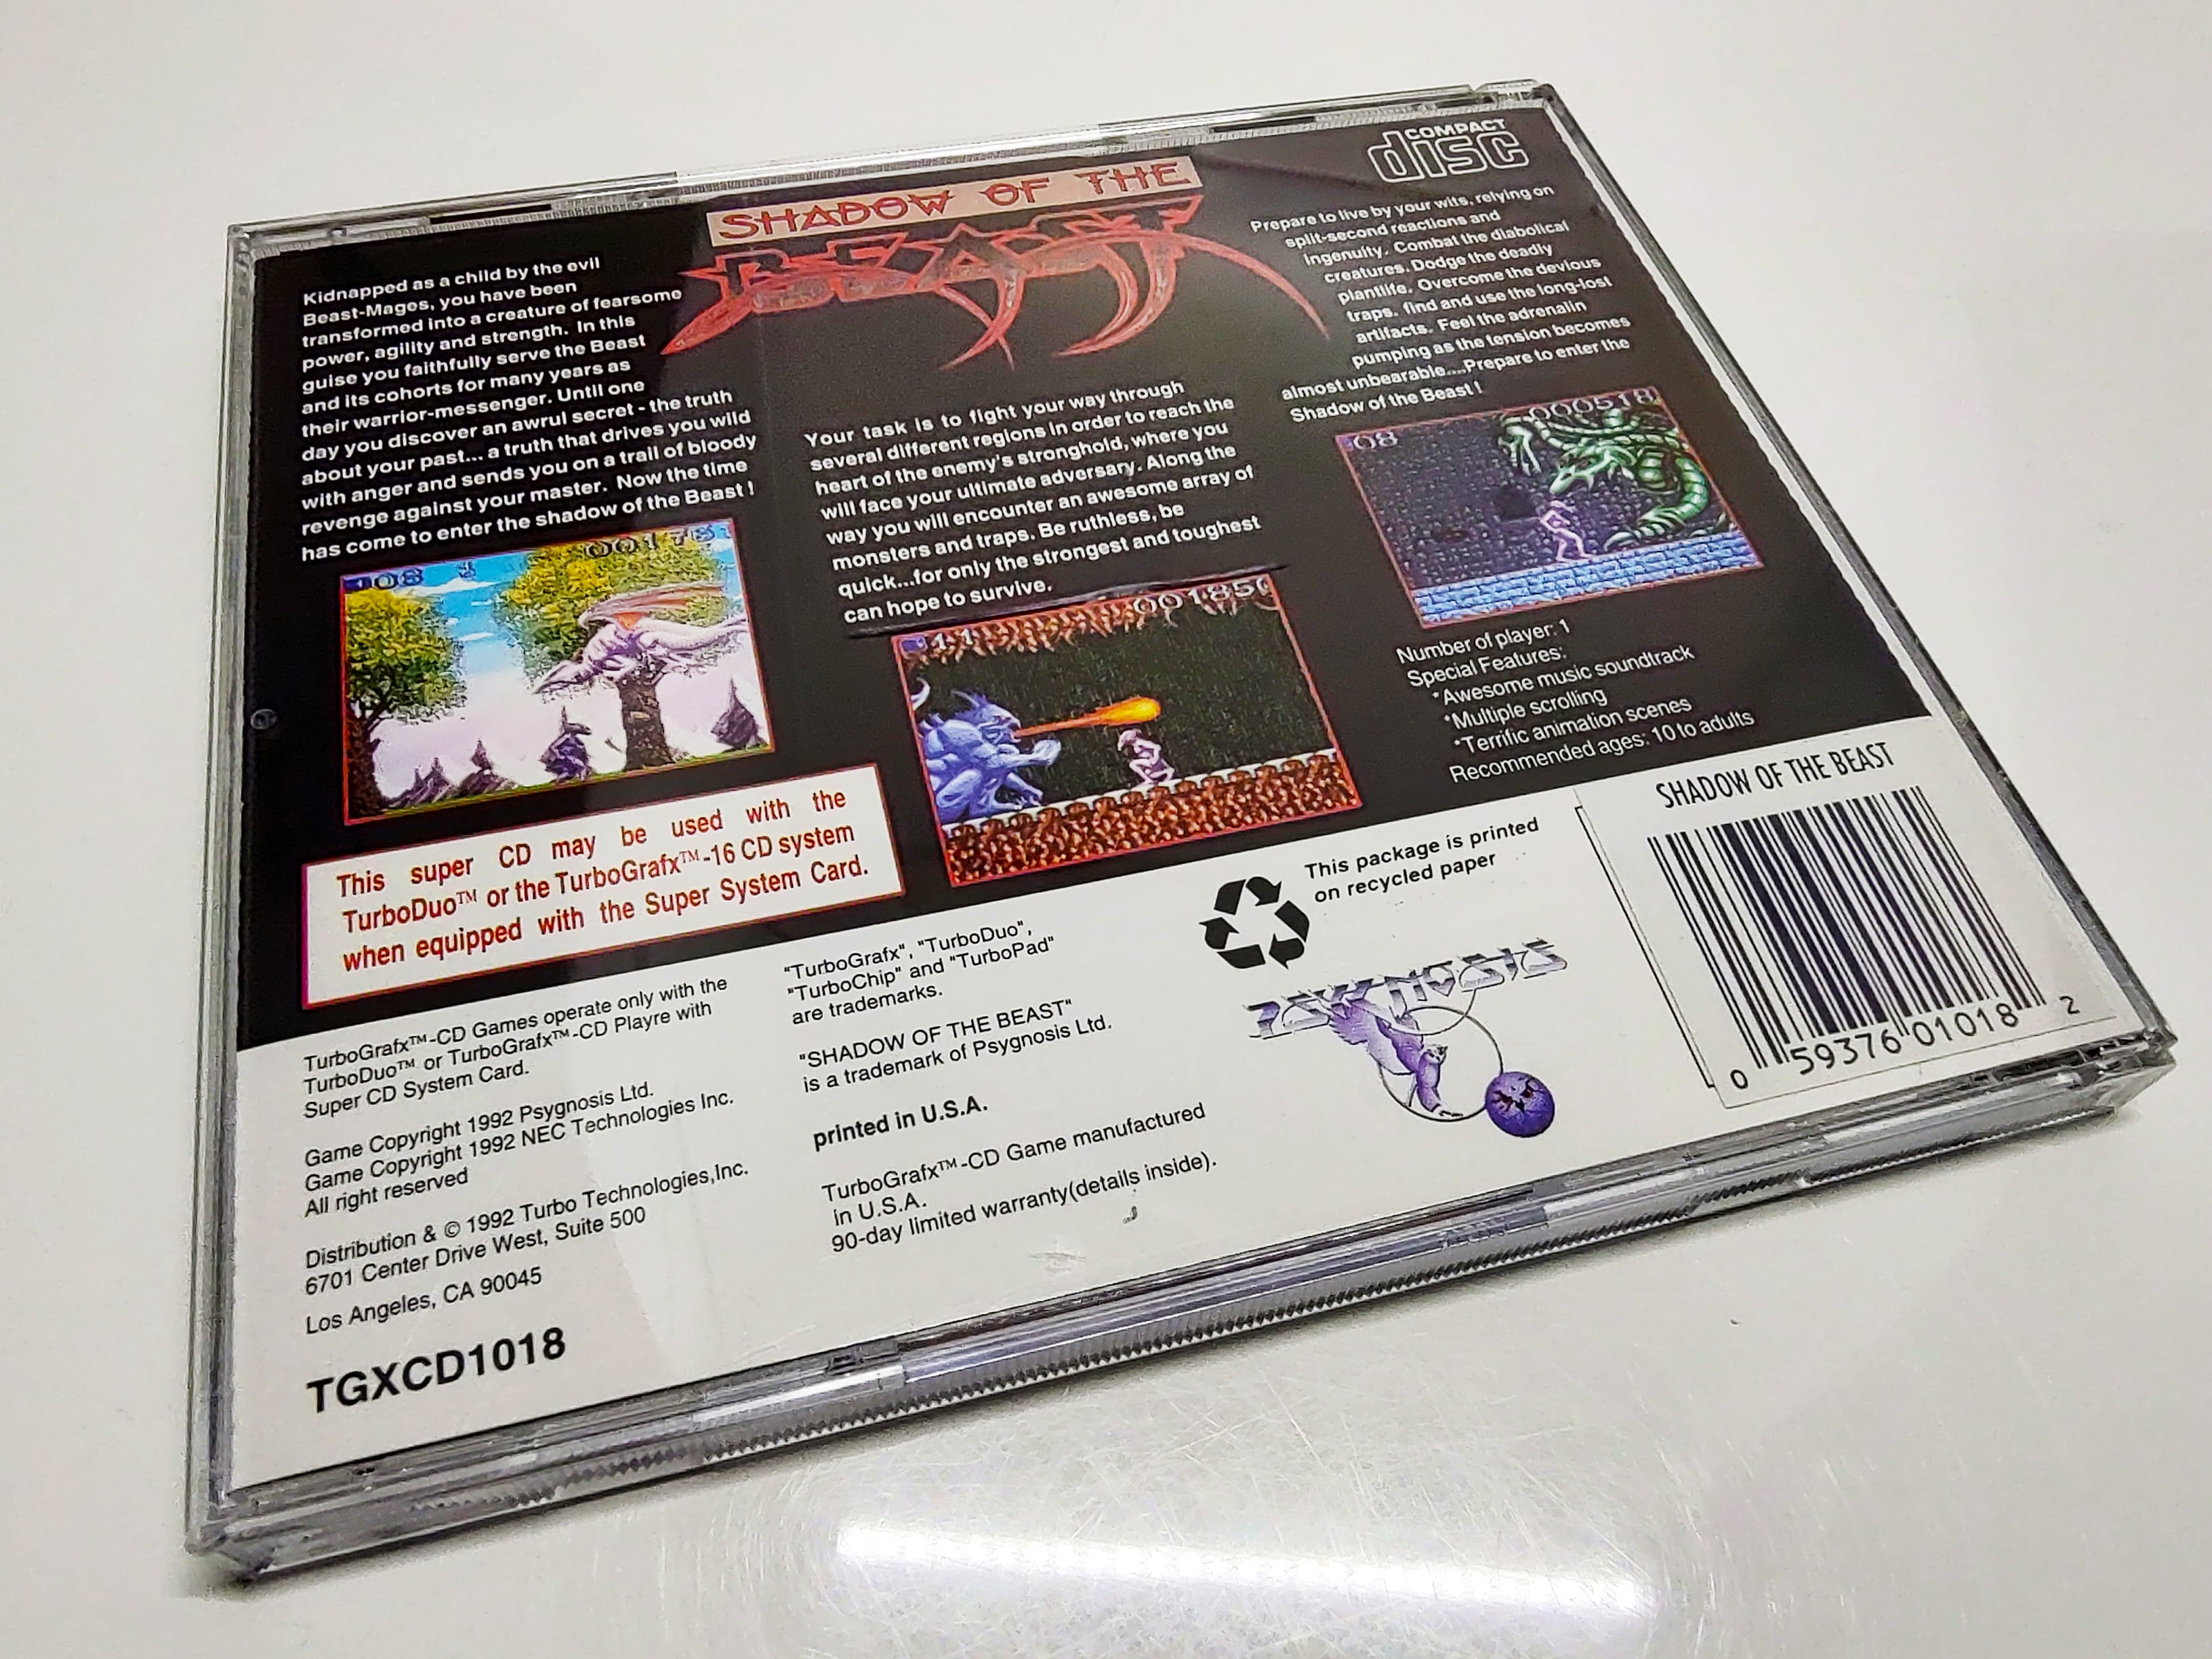 COMPACT
disc
SHADOW OF THE
BEAST
Kidnapped as a child by the evil
Beast-Mages, you have been
transformed into a creature of fearsome
power, agility and strength. In this
guise you faithfully serve the Beast
and its cohorts for many years as
their warrior-messenger. Until one
day you discover an awrul secret - the truth
about your past... a truth that drives you wild
with anger and sends you on a trail of bloody
revenge against your master. Now the time
has come to enter the shadow of the Beast !
Your task is to fight your way through
several different regions in order to reach the
heart of the enemy's stronghold, where you
will face your ultimate adversary. Along the
way you will encounter an awesome array of
monsters and traps. Be ruthless, be
quick...for only the strongest and toughest
can hope to survive.
Prepare to live by your wits, relying on
split-second reactions and
ingenuity. Combat the diabolical
creatures. Dodge the deadly
plantlife. Overcome the devious
traps. find and use the long-lost
artifacts. Feel the adrenalin
pumping as the tension becomes
almost unbearable....Prepare to enter the
Shadow of the Beast !
08
11
08
000518
Number of player: 1
Special Features:
*Awesome music soundtrack
*Multiple scrolling
*Terrific animation scenes
Recommended ages: 10 to adults
This super CD may be used with the
TurboDuo™ or the TurboGrafx™-16 CD system
when equipped with the Super System Card.
TurboGrafx™-CD Games operate only with the
TurboDuo™ or TurboGrafx™-CD Playre with
Super CD System Card.
Game Copyright 1992 Psygnosis Ltd.
Game Copyright 1992 NEC Technologies Inc.
All right reserved
Distribution & © 1992 Turbo Technologies,Inc.
6701 Center Drive West, Suite 500
Los Angeles, CA 90045
TGXCD1018
"TurboGrafx", "TurboDuo",
"TurboChip" and "TurboPad"
are trademarks.
"SHADOW OF THE BEAST"
is a trademark of Psygnosis Ltd.
printed in U.S.A.
TurboGrafx™-CD Game manufactured
in U.S.A.
90-day limited warranty(details inside).
This package is printed
on recycled paper
PSYGNOSIS
SHADOW OF THE BEAST
0 59376 01018 2